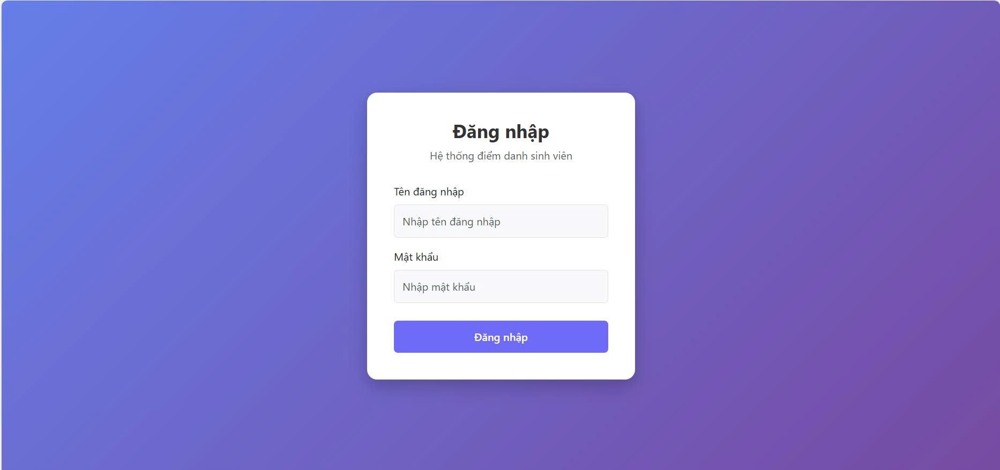 Đăng nhập
Hệ thống điểm danh sinh viên
Tên đăng nhập
Nhập tên đăng nhập
Mật khẩu
Nhập mật khẩu
Đăng nhập